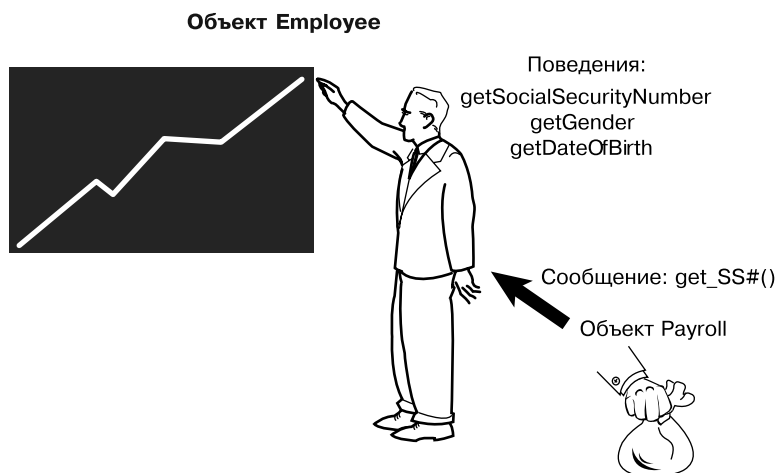 Объект Employee
Поведения:
getSocialSecurityNumber
getGender
getDateOfBirth
Сообщение: get_SS#()
Объект Payroll